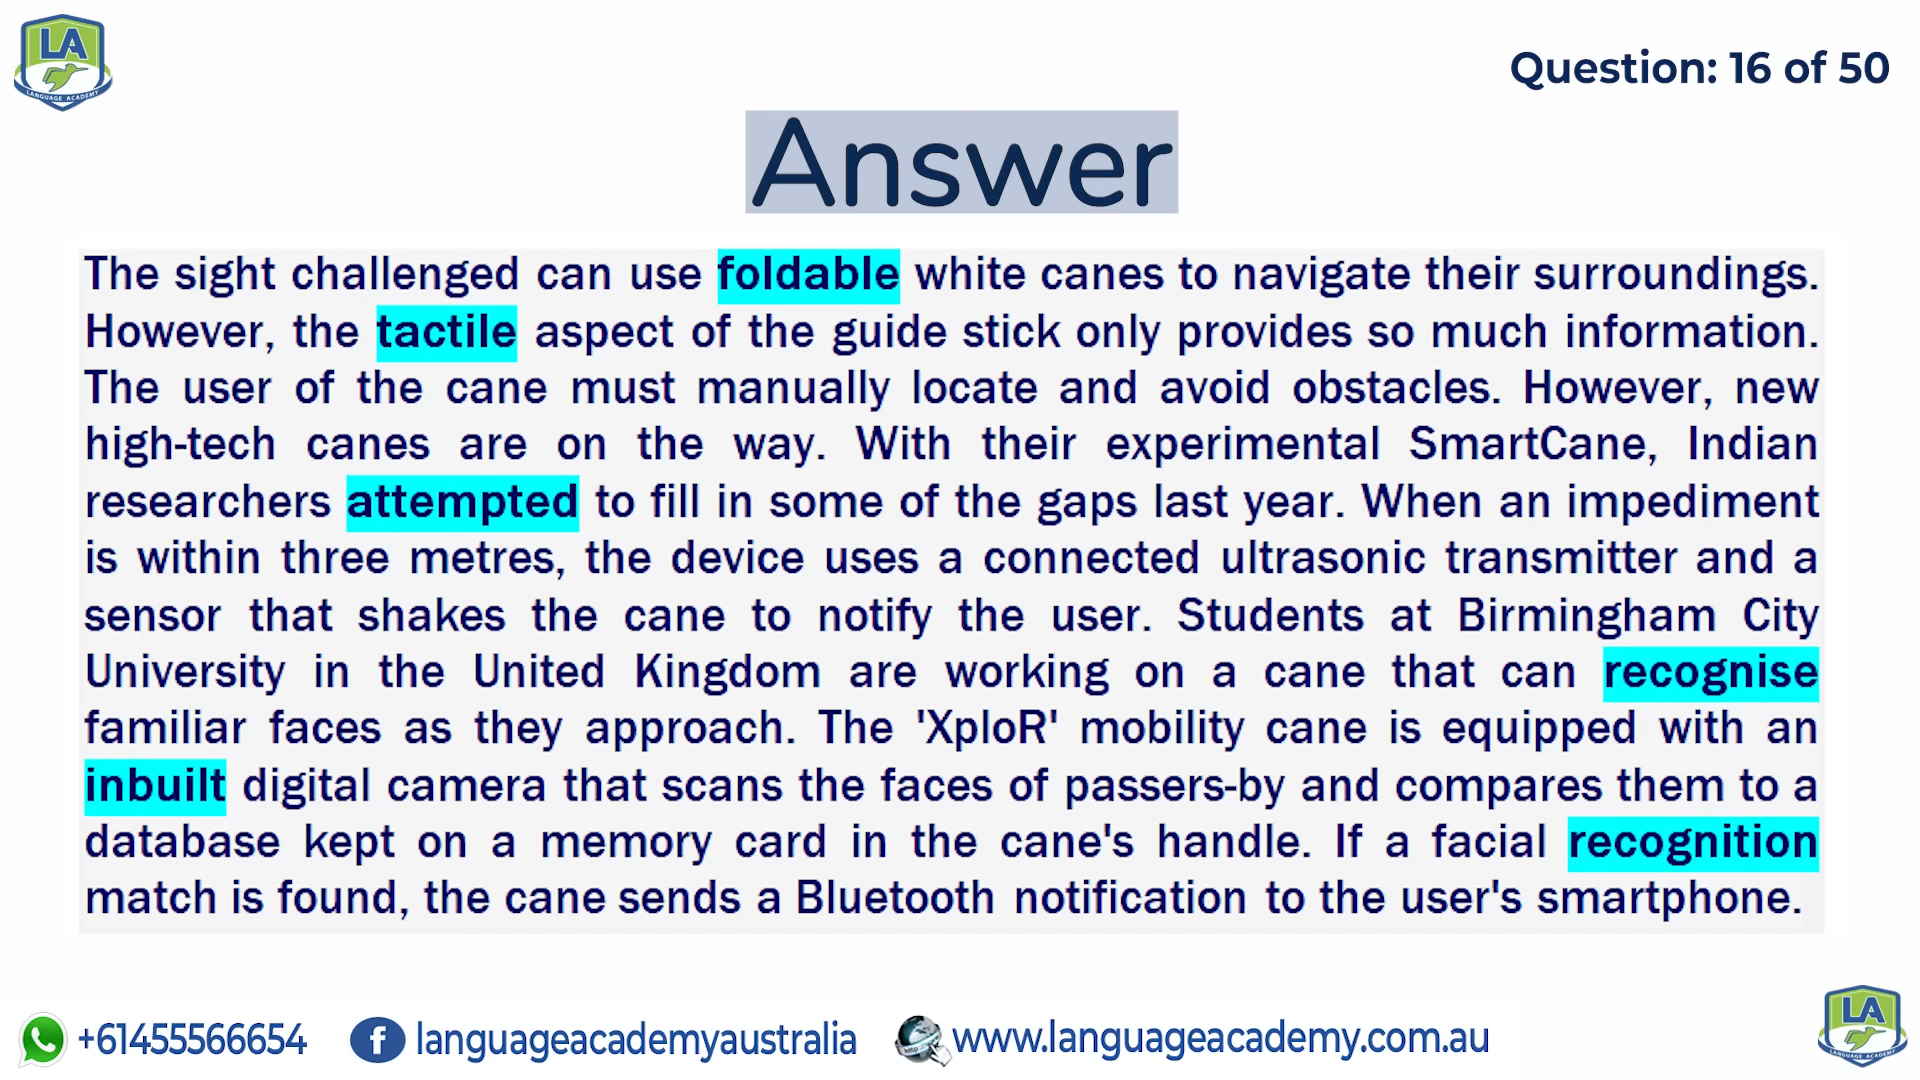 LA
LANGUAGE ACADEMY
Question: 16 of 50
Answer
The sight challenged can use foldable white canes to navigate their surroundings.
However, the tactile aspect of the guide stick only provides so much information.
The user of the cane must manually locate and avoid obstacles. However, new
high-tech canes are on the way. With their experimental SmartCane, Indian
researchers attempted to fill in some of the gaps last year. When an impediment
is within three metres, the device uses a connected ultrasonic transmitter and a
sensor that shakes the cane to notify the user. Students at Birmingham City
University in the United Kingdom are working on a cane that can recognise
familiar faces as they approach. The 'XploR' mobility cane is equipped with an
inbuilt digital camera that scans the faces of passers-by and compares them to a
database kept on a memory card in the cane's handle. If a facial recognition
match is found, the cane sends a Bluetooth notification to the user's smartphone.
+61455566654
f languageacademyaustralia
www.languageacademy.com.au
LA
LANGUAGE ACADEMY